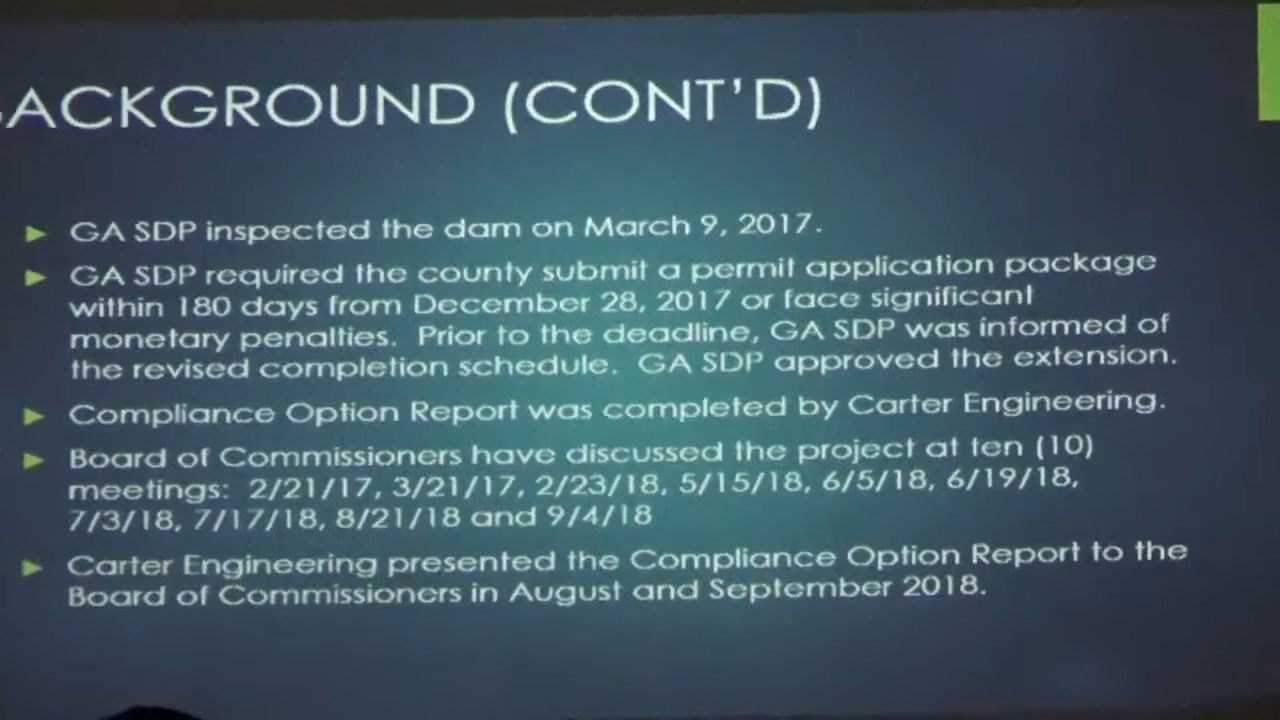 ACKGROUND (CONT'D)
GA SDP inspected the dam on March 9, 2017.
GA SDP required the county submit a permit application package
within 180 days from December 28, 2017 or face significant
monetary penalties. Prior to the deadline, GA SDP was informed of
the revised completion schedule. GA SDP approved the extension.
Compliance Option Report was completed by Carter Engineering.
Board of Commissioners have discussed the project at ten (10)
meetings: 2/21/17, 3/21/17, 2/23/18, 5/15/18, 6/5/18, 6/19/18,
7/3/18, 7/17/18, 8/21/18 and 9/4/18
Carter Engineering presented the Compliance Option Report to the
Board of Commissioners in August and September 2018.